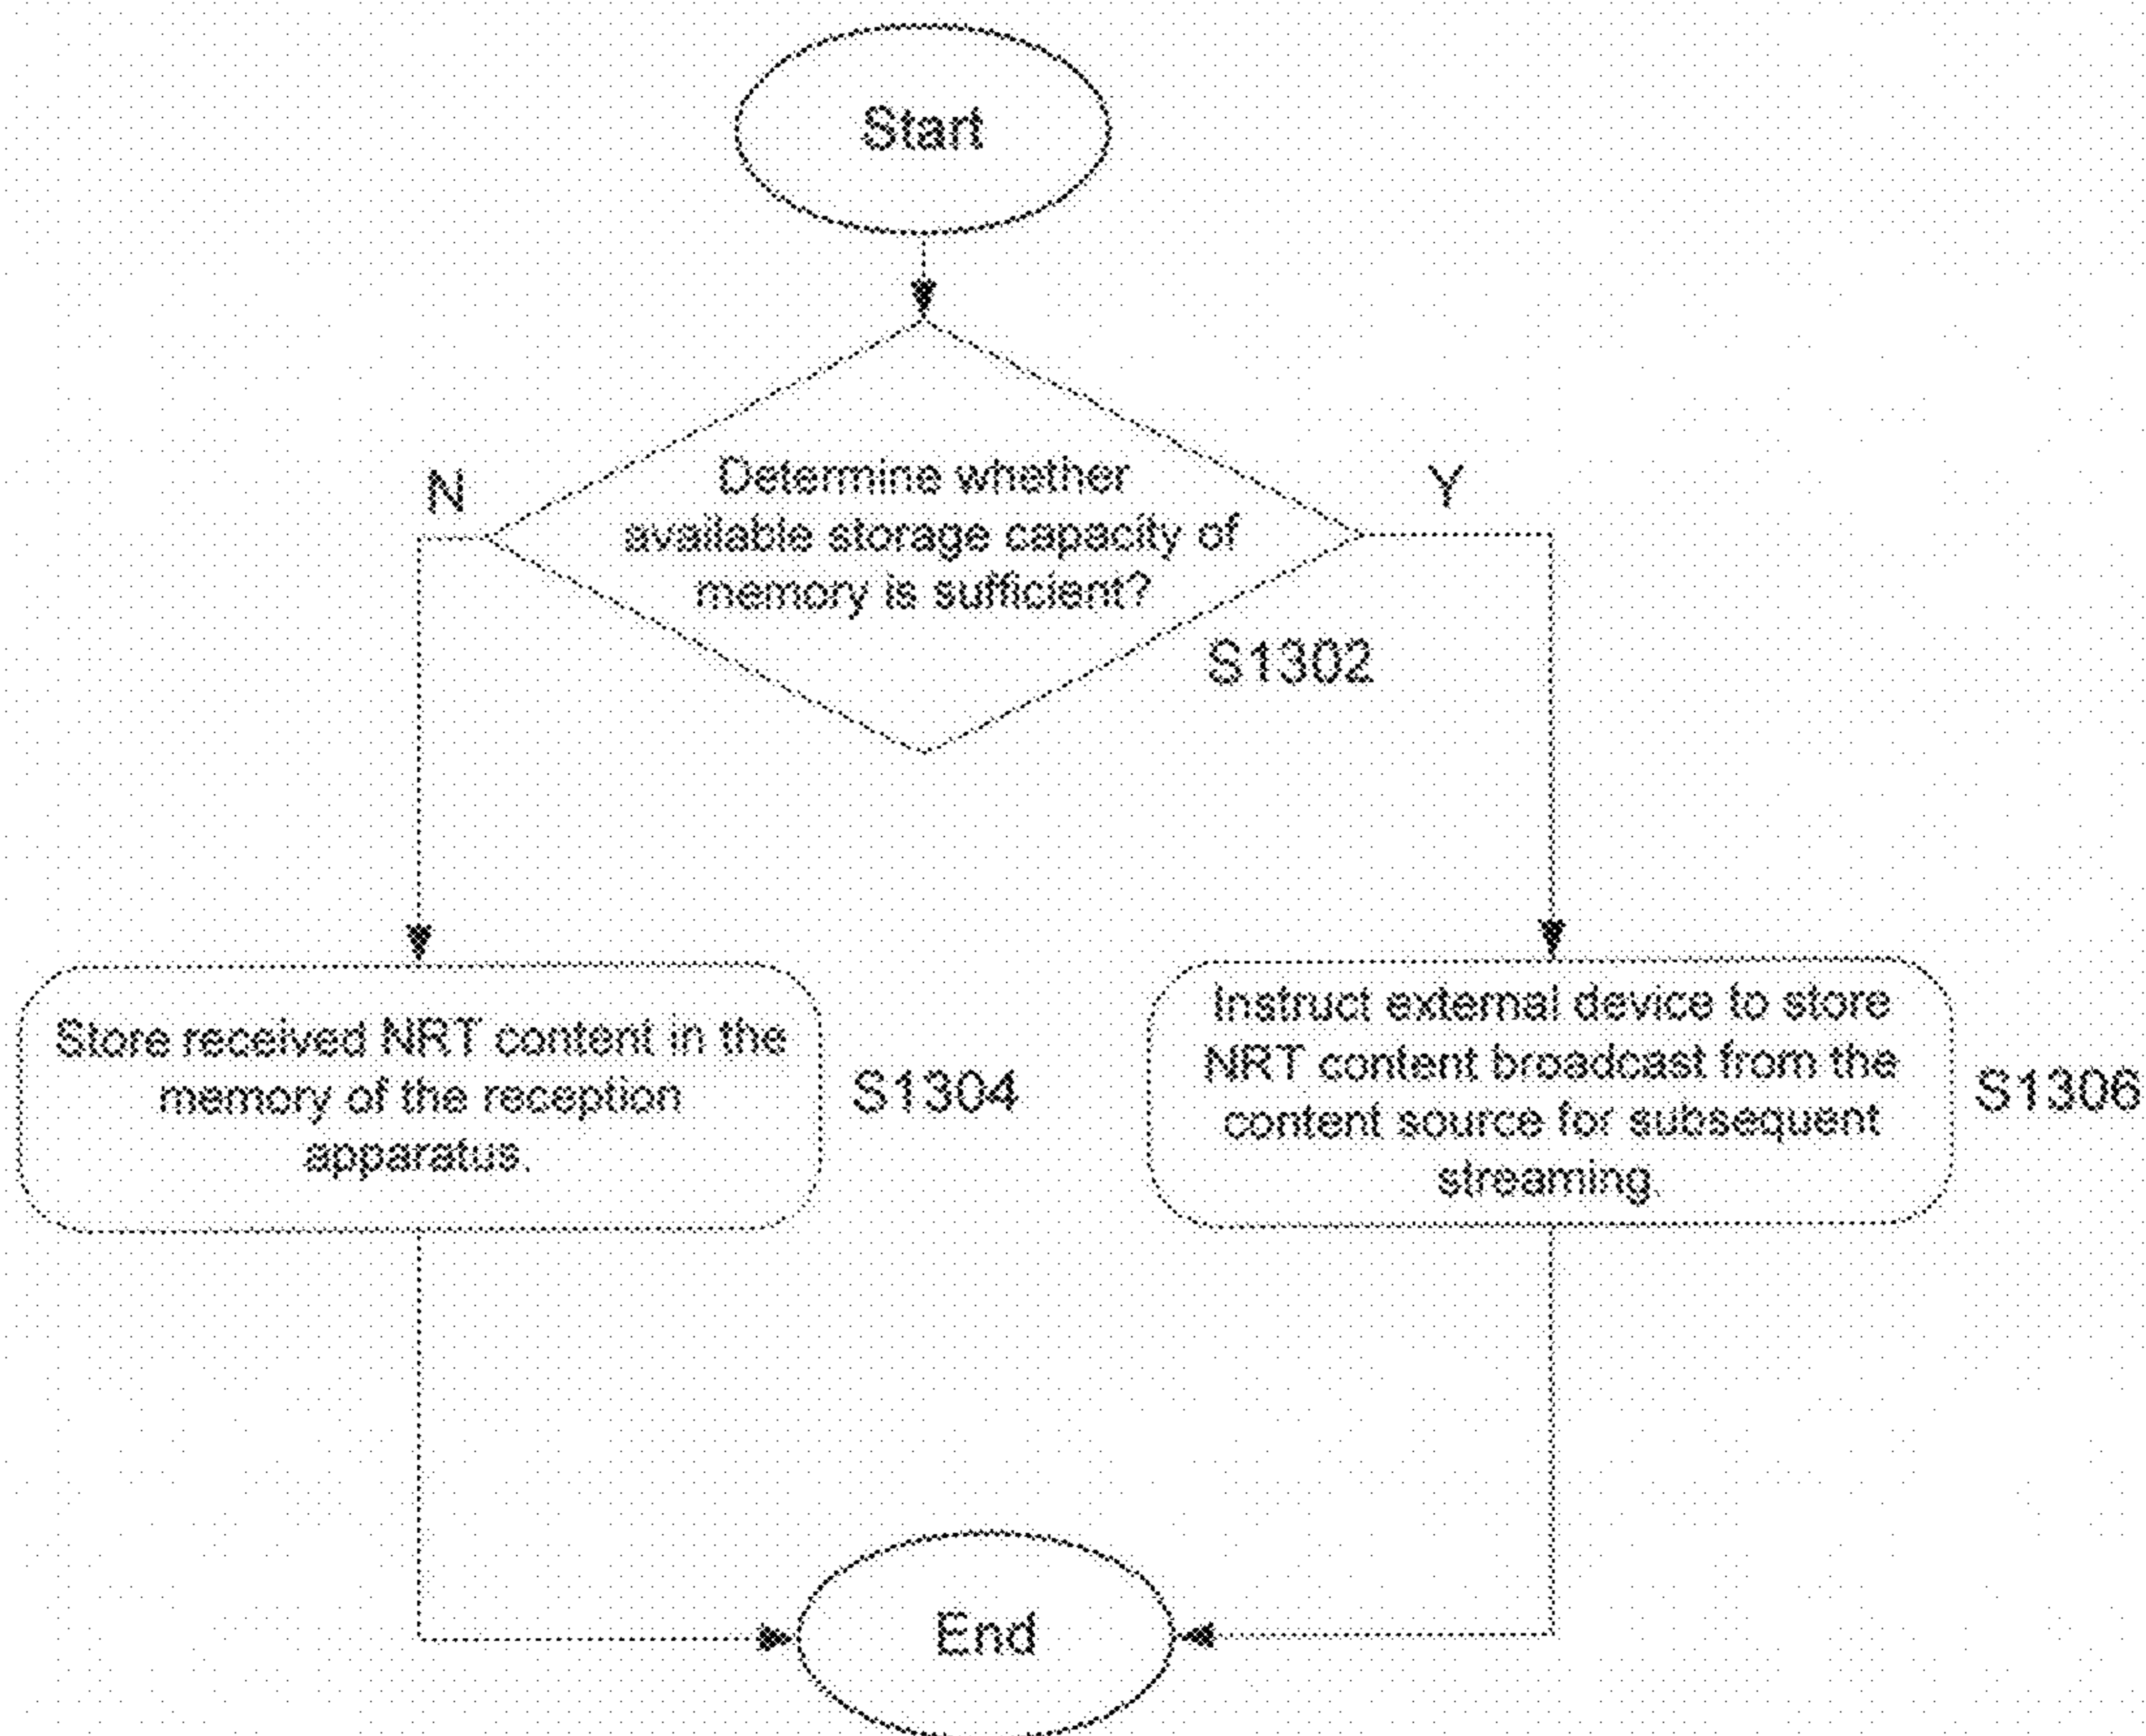 Start
N
Y
Determine whether
available storage capacity of
memory is sufficient?
S1302
Store received NRT content in the
memory of the reception
apparatus.
S1304
Instruct external device to store
NRT content broadcast from the
content source for subsequent
streaming.
S1306
End